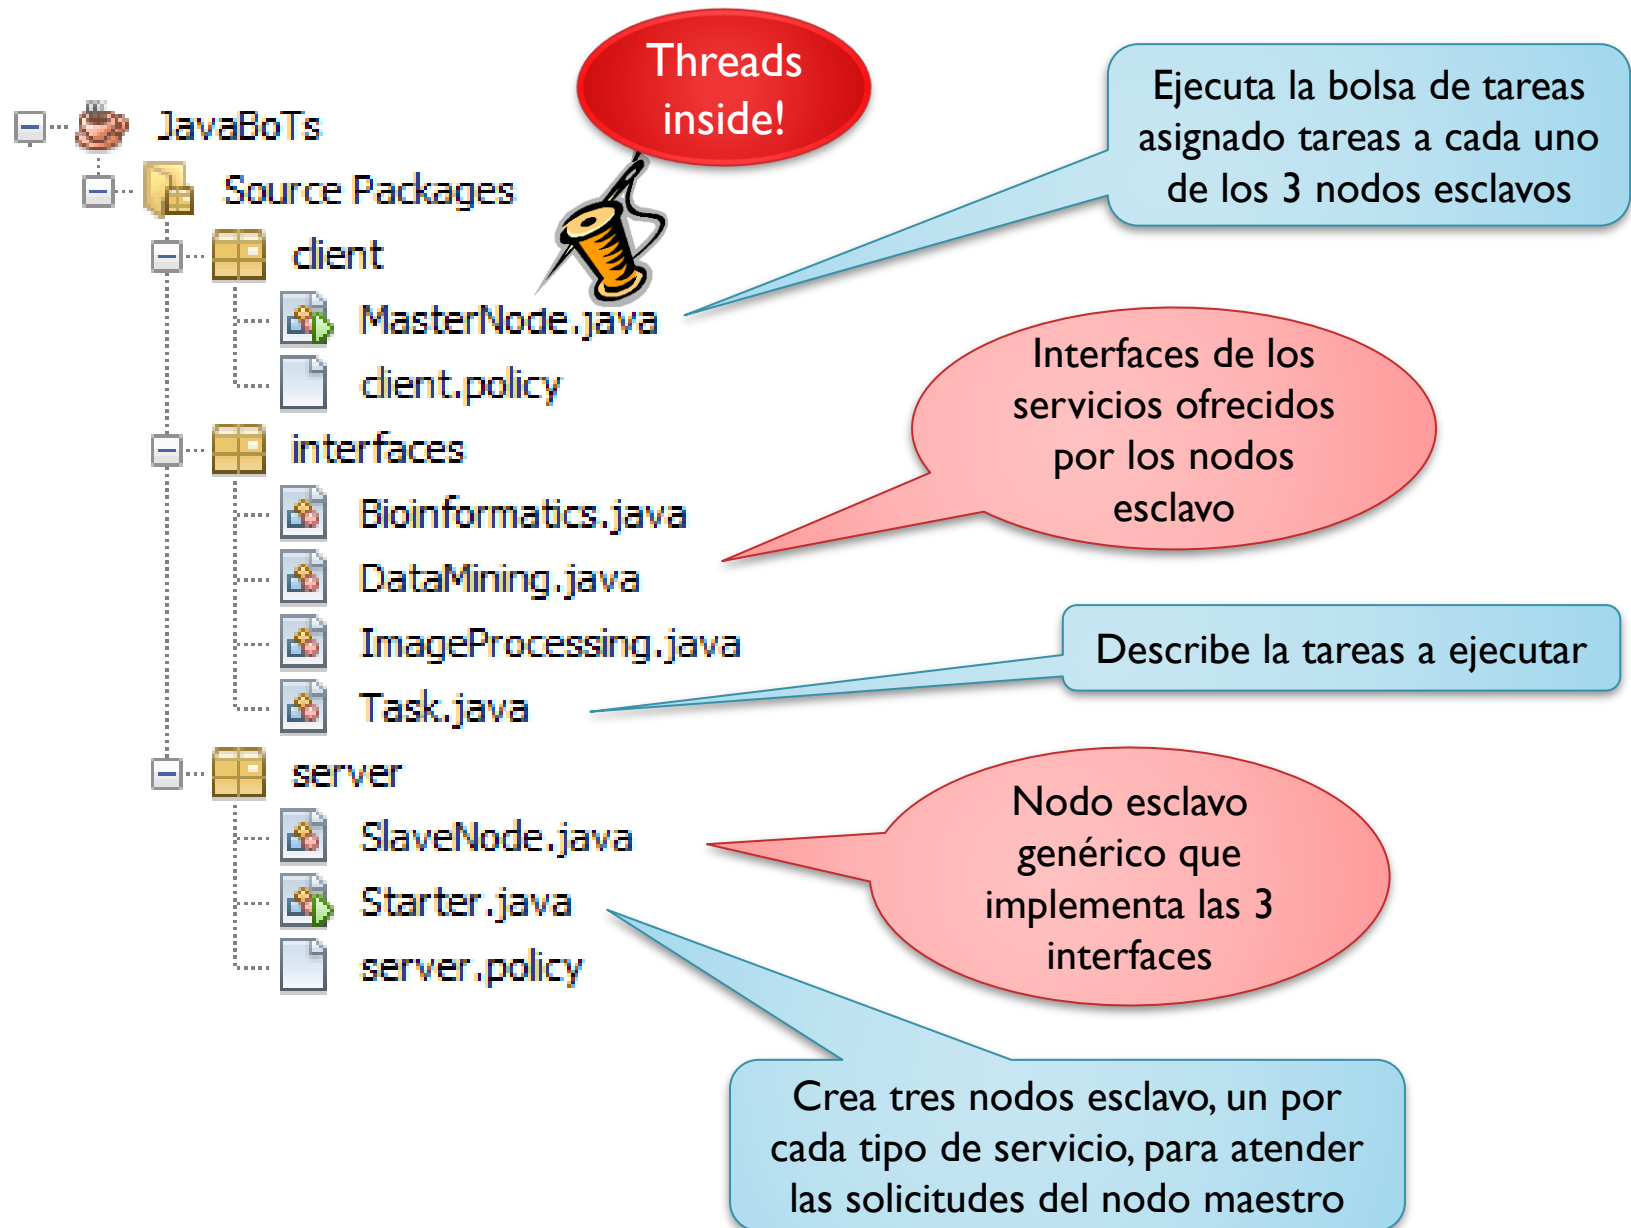 Threads
inside!
Ejecuta la bolsa de tareas
asignado tareas a cada uno
de los 3 nodos esclavos
JavaBoTs
Source Packages
client
MasterNode.java
client.policy
Interfaces de los
servicios ofrecidos
por los nodos
esclavo
interfaces
Bioinformatics.java
DataMining.java
ImageProcessing.java
Task.java
Describe la tareas a ejecutar
server
SlaveNode.java
Starter.java
server.policy
Nodo esclavo
genérico que
implementa las 3
interfaces
Crea tres nodos esclavo, un por
cada tipo de servicio, para atender
las solicitudes del nodo maestro